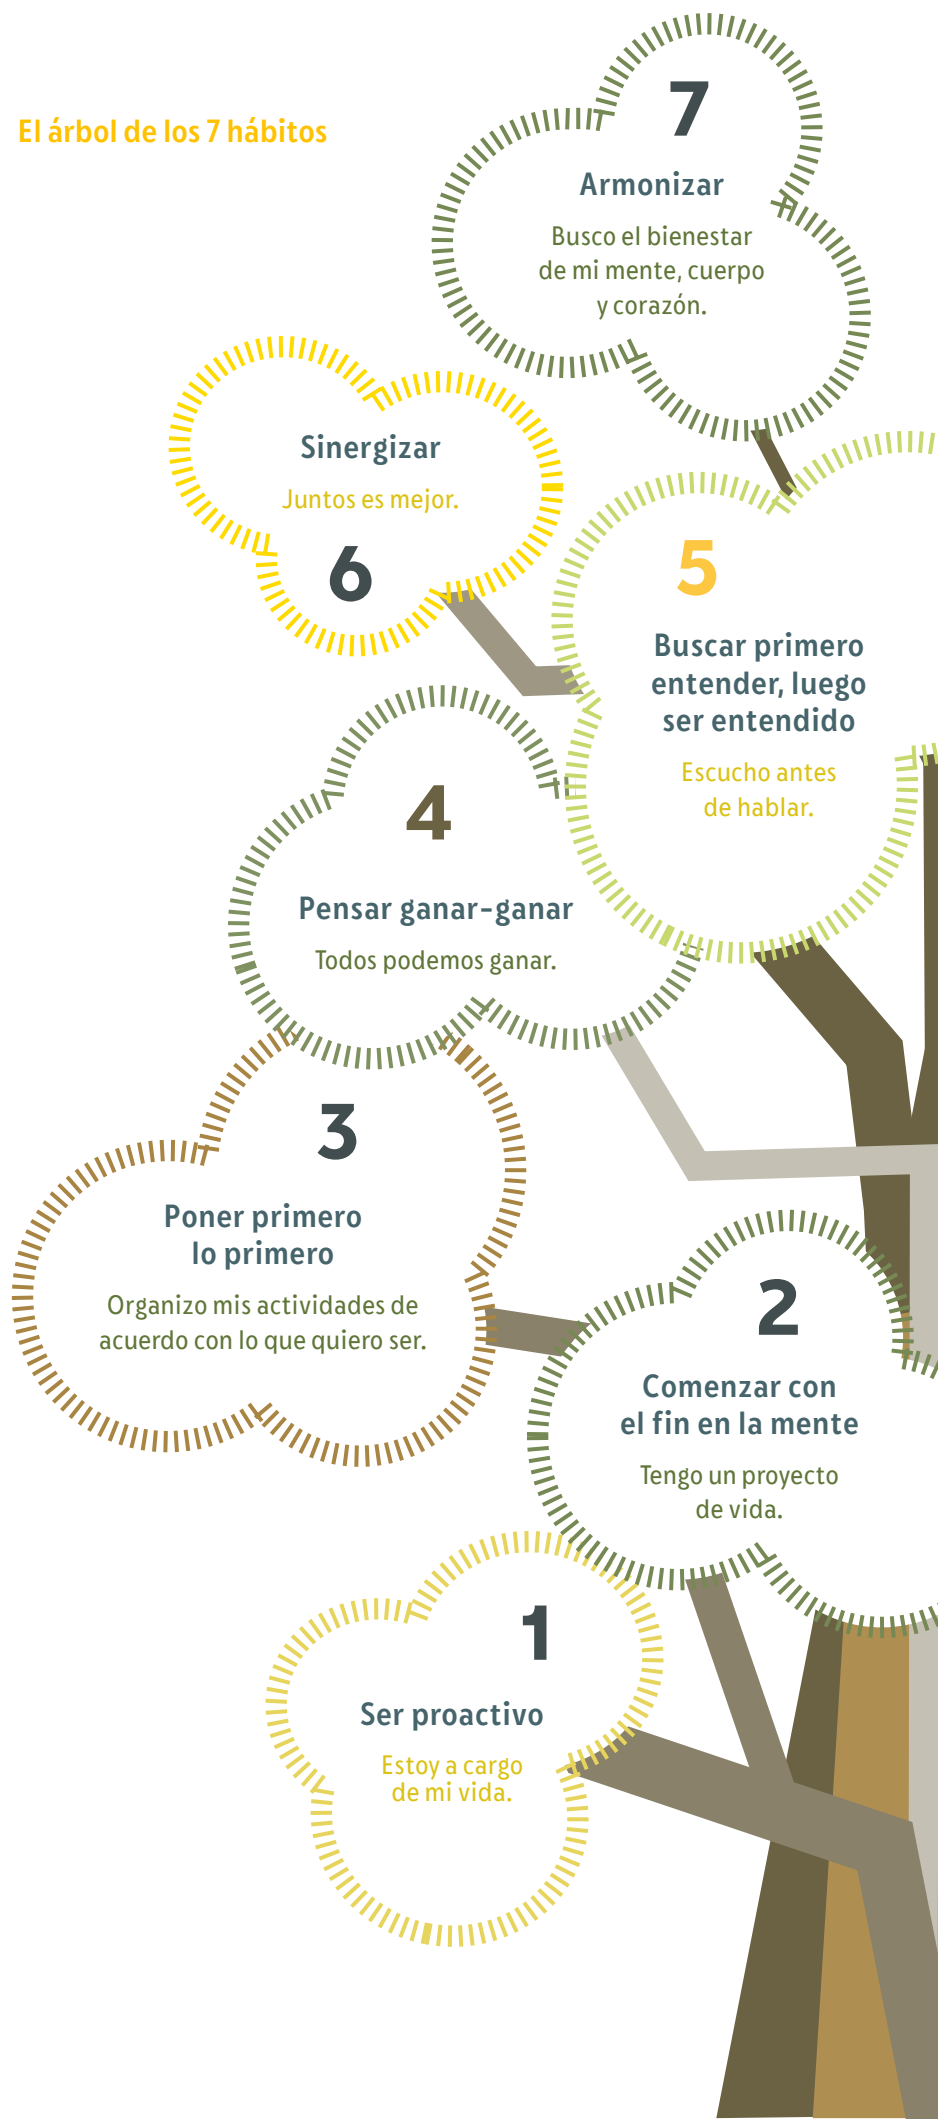 El árbol de los 7 hábitos
7
Armonizar
Busco el bienestar
de mi mente, cuerpo
y corazón.
Sinergizar
Juntos es mejor.
6
5
Buscar primero
entender, luego
ser entendido
Escucho antes
de hablar.
4
Pensar ganar-ganar
Todos podemos ganar.
3
Poner primero
lo primero
Organizo mis actividades de
acuerdo con lo que quiero ser.
2
Comenzar con
el fin en la mente
Tengo un proyecto
de vida.
1
Ser proactivo
Estoy a cargo
de mi vida.